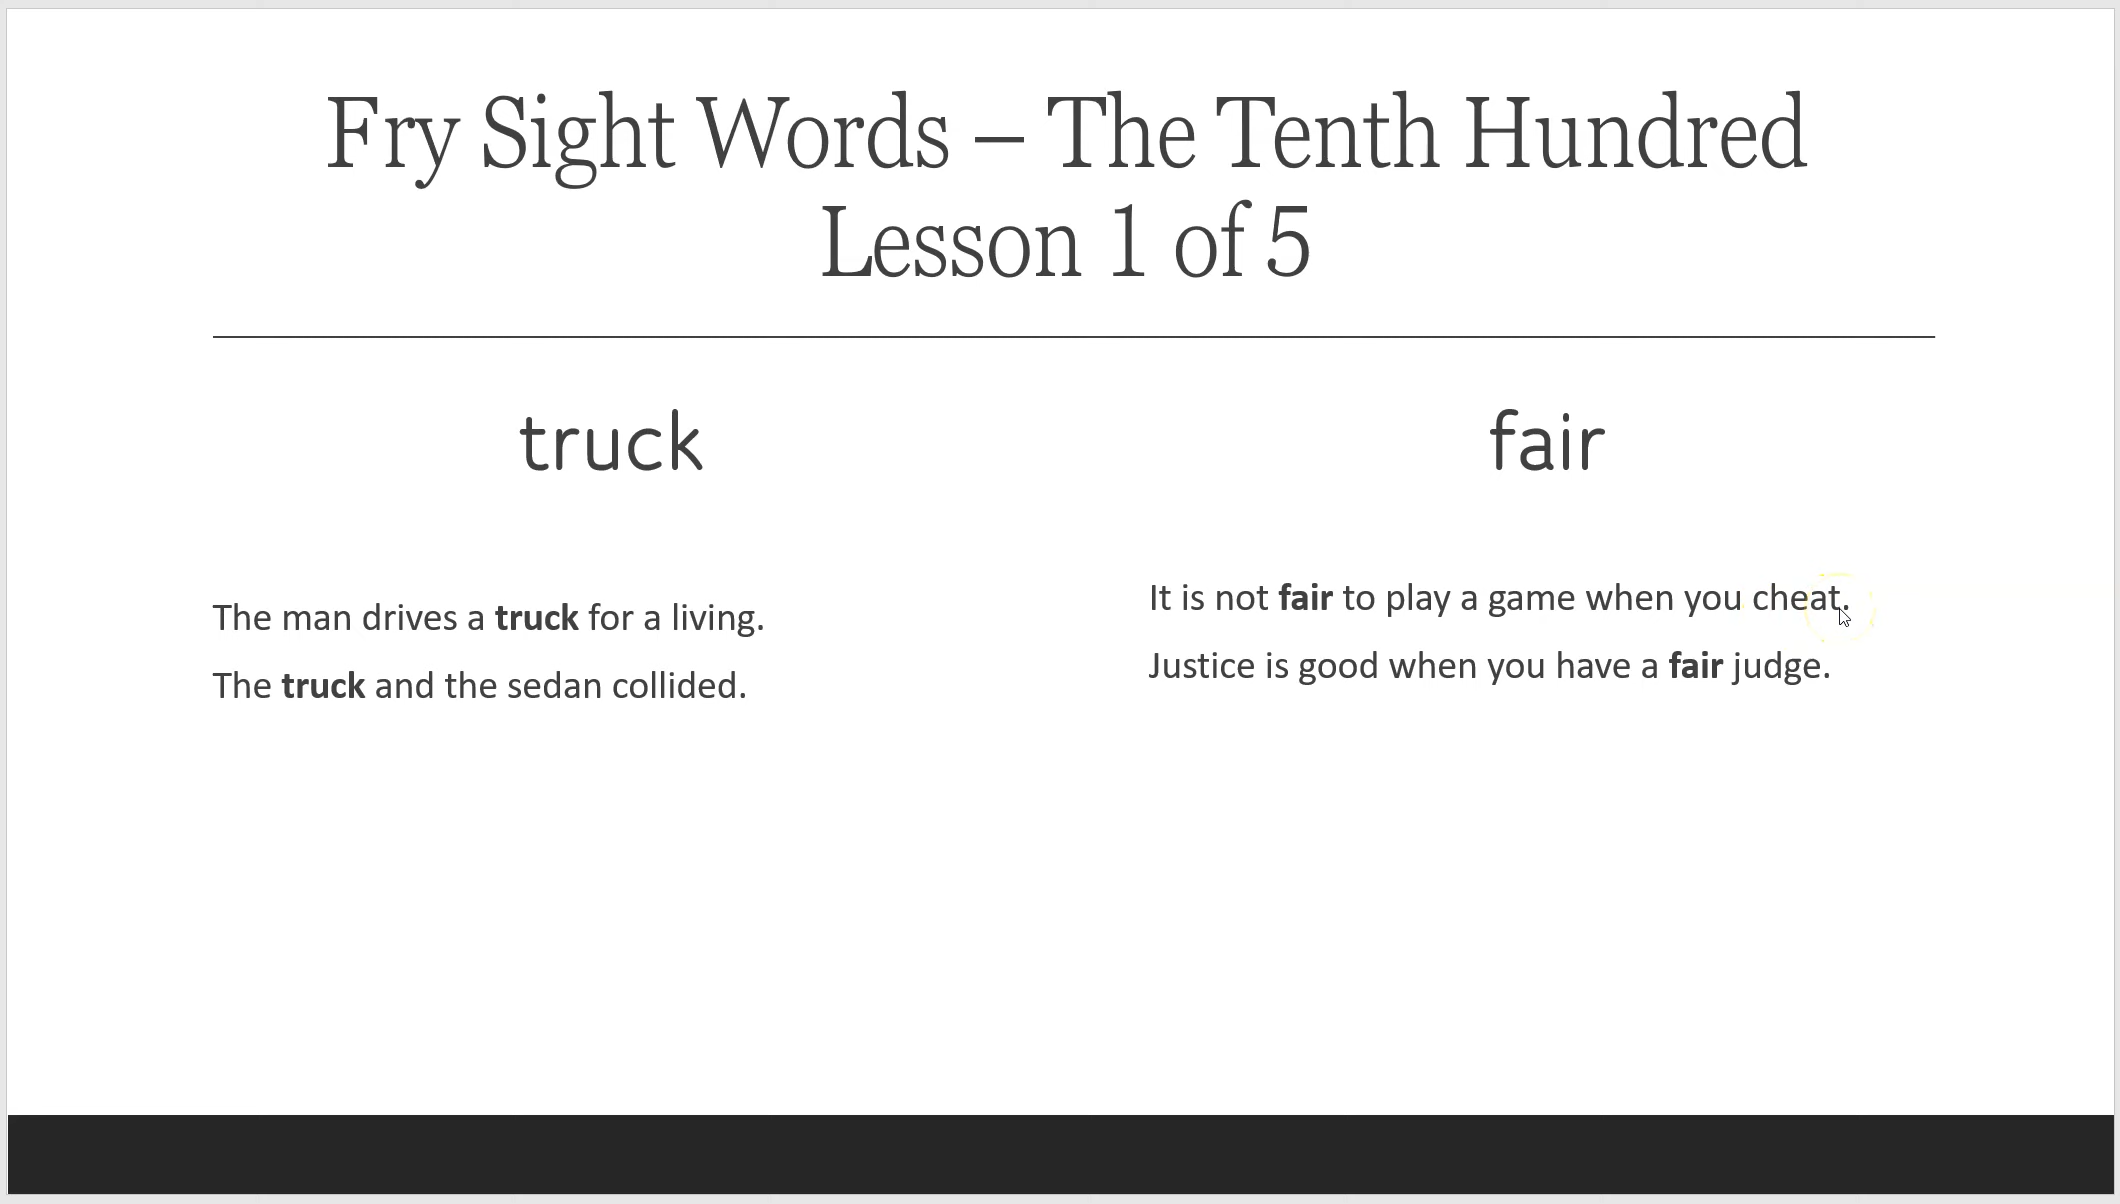 Fry Sight Words – The Tenth Hundred
Lesson 1 of 5
truck
The man drives a truck for a living.
The truck and the sedan collided.
fair
It is not fair to play a game when you cheat.
Justice is good when you have a fair judge.